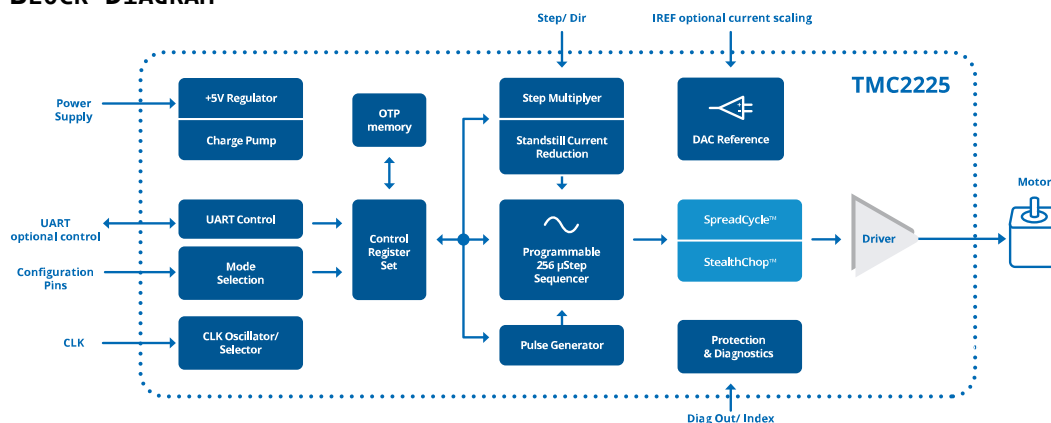 BLOCK DIAGRAM
Step/ Dir
IREF optional current scaling
TMC2225
Power
Supply
+5V Regulator
Charge Pump
OTP
memory
Step Multiplyer
Standstill Current
Reduction
DAC Reference
Motor
UART
optional control
UART Control
Configuration
Pins
Mode
Selection
Control
Register
Set
Programmable
256 µStep
Sequencer
SpreadCycle™
StealthChop™
Driver
CLK
CLK Oscillator/
Selector
Pulse Generator
Protection
& Diagnostics
Diag Out/ Index